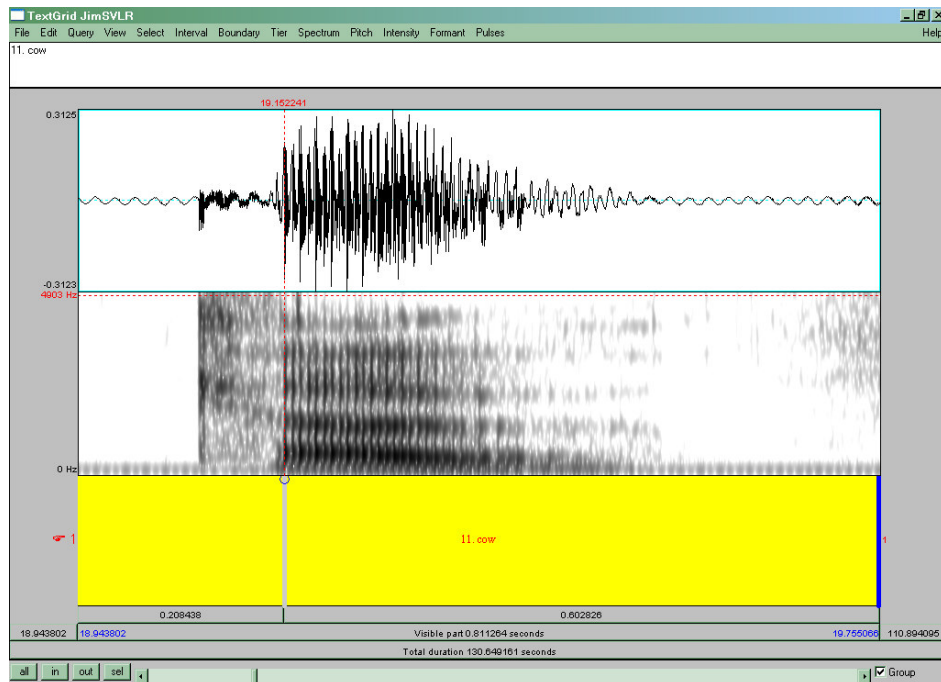 TextGrid JimSVLR
File Edit Query View Select Interval Boundary Tier Spectrum Pitch Intensity Formant Pulses Help
11. cow
19.152241
0.3125
-0.3123
4903 Hz
0 Hz
1 11. cow 1
0.208438 0.602826
18.943802 18.943802 Visible part 0.811264 seconds 19.755066 110.894095
Total duration 130.649161 seconds
all in out sel Group